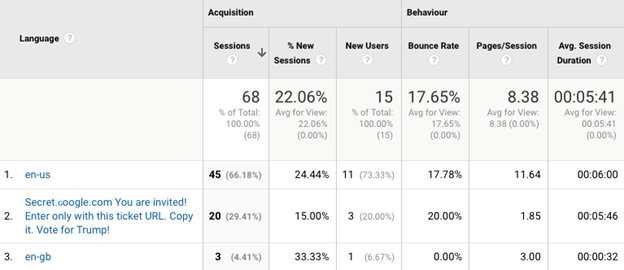 Acquisition Behaviour
Language ? Sessions ? ↓ % New Sessions ? New Users ? Bounce Rate ? Pages/Session ? Avg. Session Duration ?
68 22.06% 15 17.65% 8.38 00:05:41
% of Total: 100.00% (68) Avg for View: 22.06% (0.00%) % of Total: 100.00% (15) Avg for View: 17.65% (0.00%) Avg for View: 8.38 (0.00%) Avg for View: 00:05:41 (0.00%)
1. en-us 45 (66.18%) 24.44% 11 (73.33%) 17.78% 11.64 00:06:00
2. Secret.ɢoogle.com You are invited! Enter only with this ticket URL. Copy it. Vote for Trump! 20 (29.41%) 15.00% 3 (20.00%) 20.00% 1.85 00:05:46
3. en-gb 3 (4.41%) 33.33% 1 (6.67%) 0.00% 3.00 00:00:32